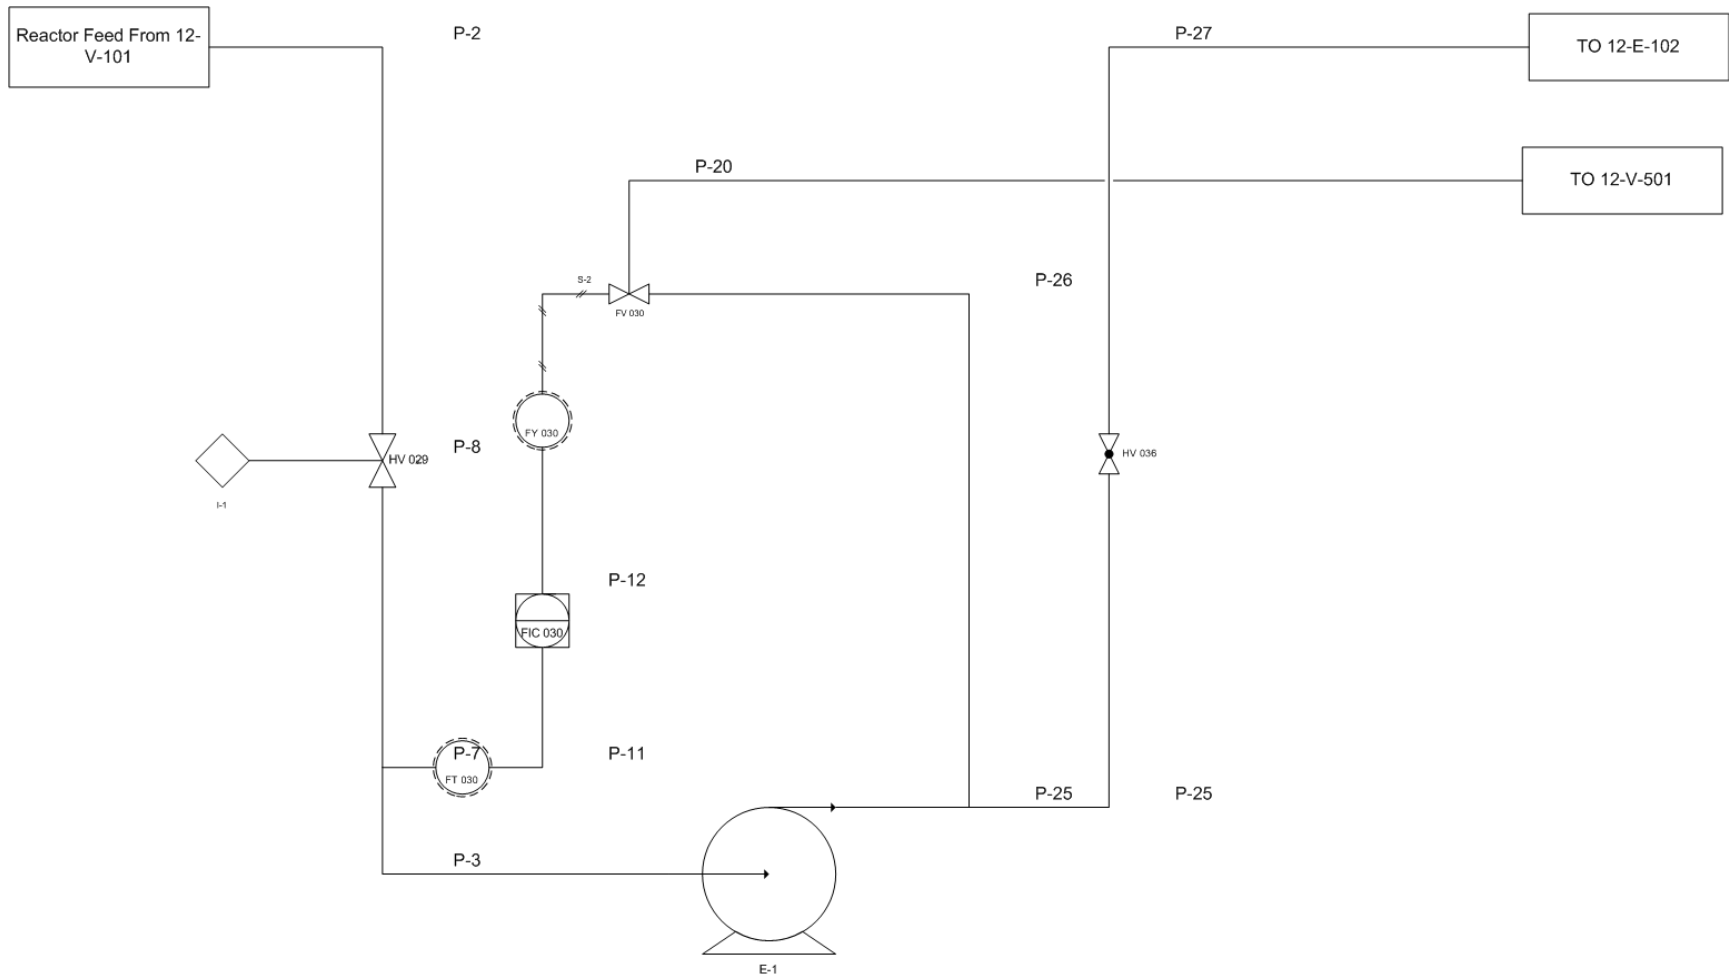 Reactor Feed From 12-
V-101
P-2
P-27
TO 12-E-102
P-20
TO 12-V-501
S-2
P-26
FV 030
FY 030
P-8
HV 029
HV 036
I-1
P-12
FIC 030
P-7
P-11
FT 030
P-25
P-25
P-3
E-1